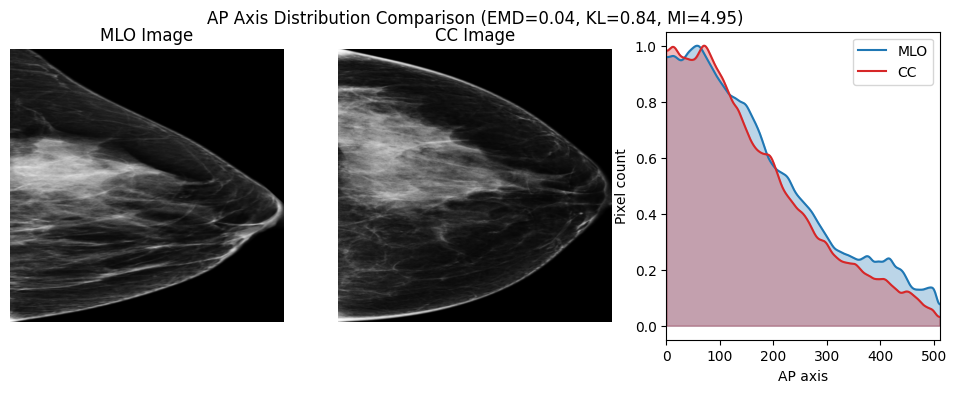 AP Axis Distribution Comparison (EMD=0.04, KL=0.84, MI=4.95)
MLO Image
CC Image
MLO
CC
1.0
0.8
0.6
0.4
0.2
0.0
Pixel count
0 100 200 300 400 500
AP axis